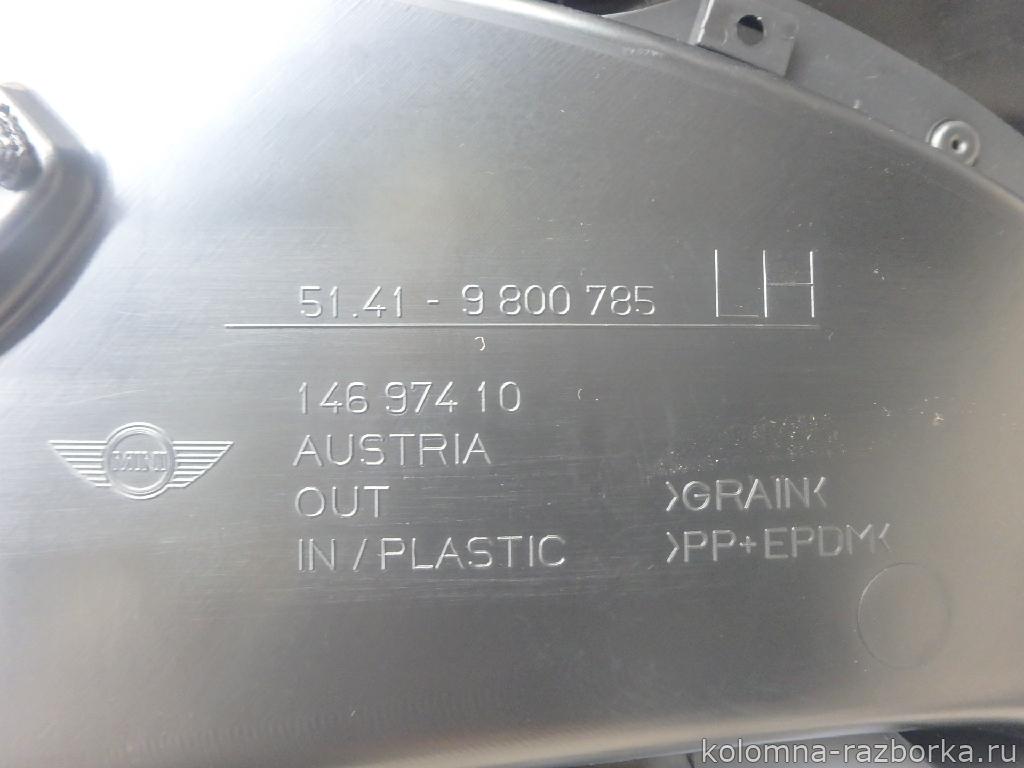 51.41 - 9 800 785 LH
146 974 10
AUSTRIA
OUT
IN / PLASTIC
>GRAIN<
>PP+EPDM<
MINI
kolomna-razborka.ru